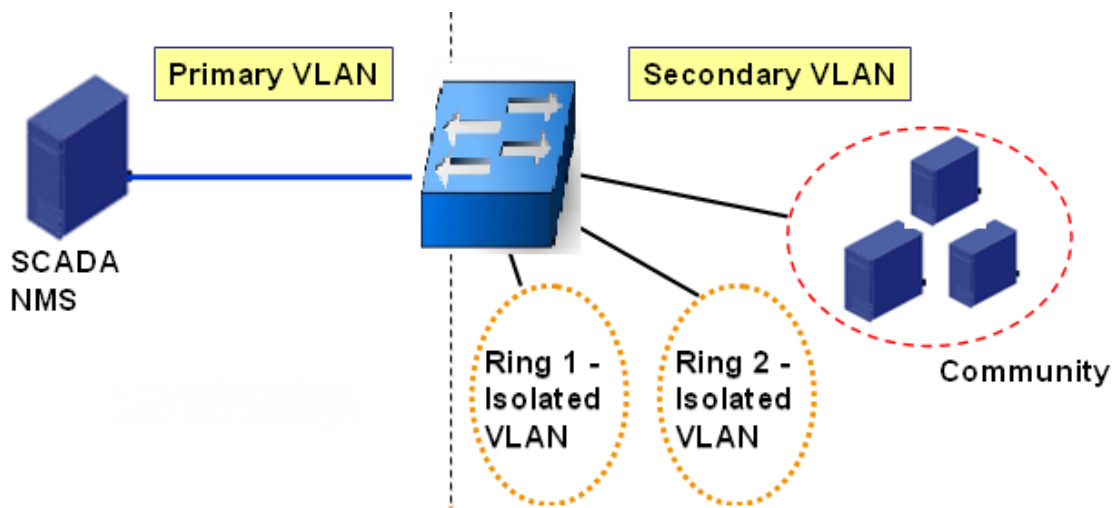 Primary VLAN
Secondary VLAN
SCADA
NMS
Ring 1 -
Isolated
VLAN
Ring 2 -
Isolated
VLAN
Community